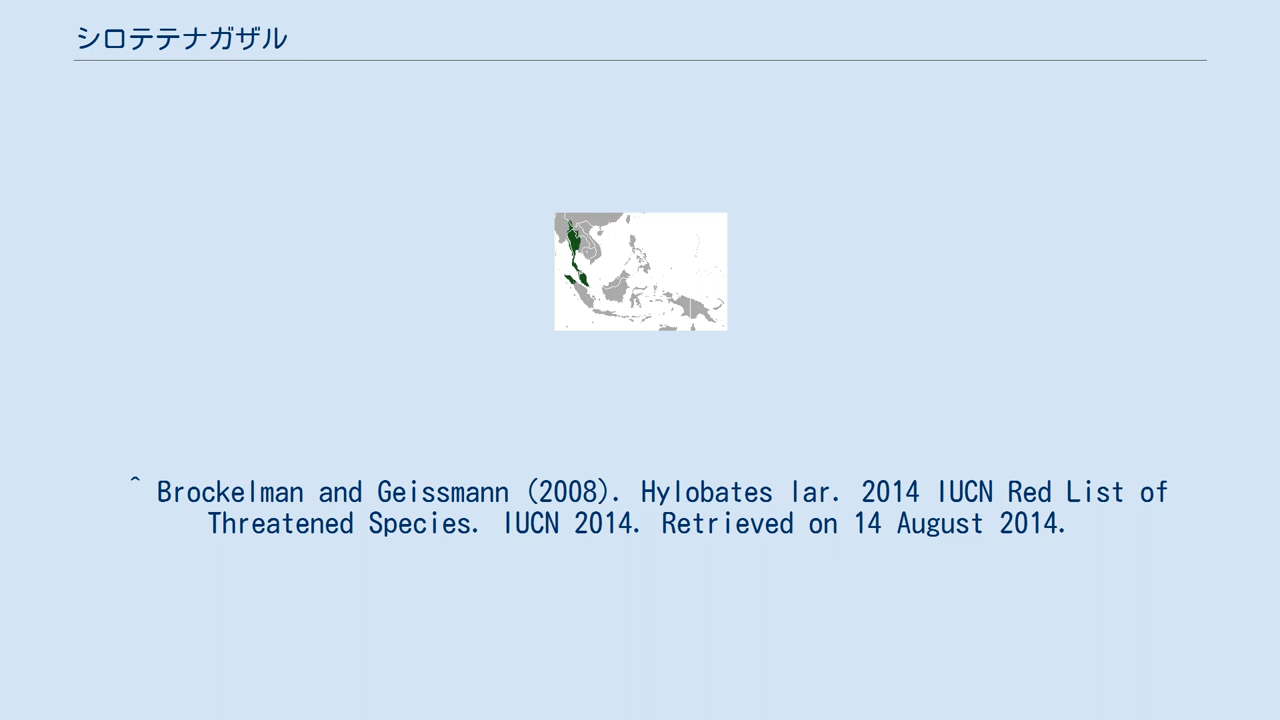 シロテテナガザル
^ Brockelman and Geissmann (2008). Hylobates lar. 2014 IUCN Red List of
Threatened Species. IUCN 2014. Retrieved on 14 August 2014.